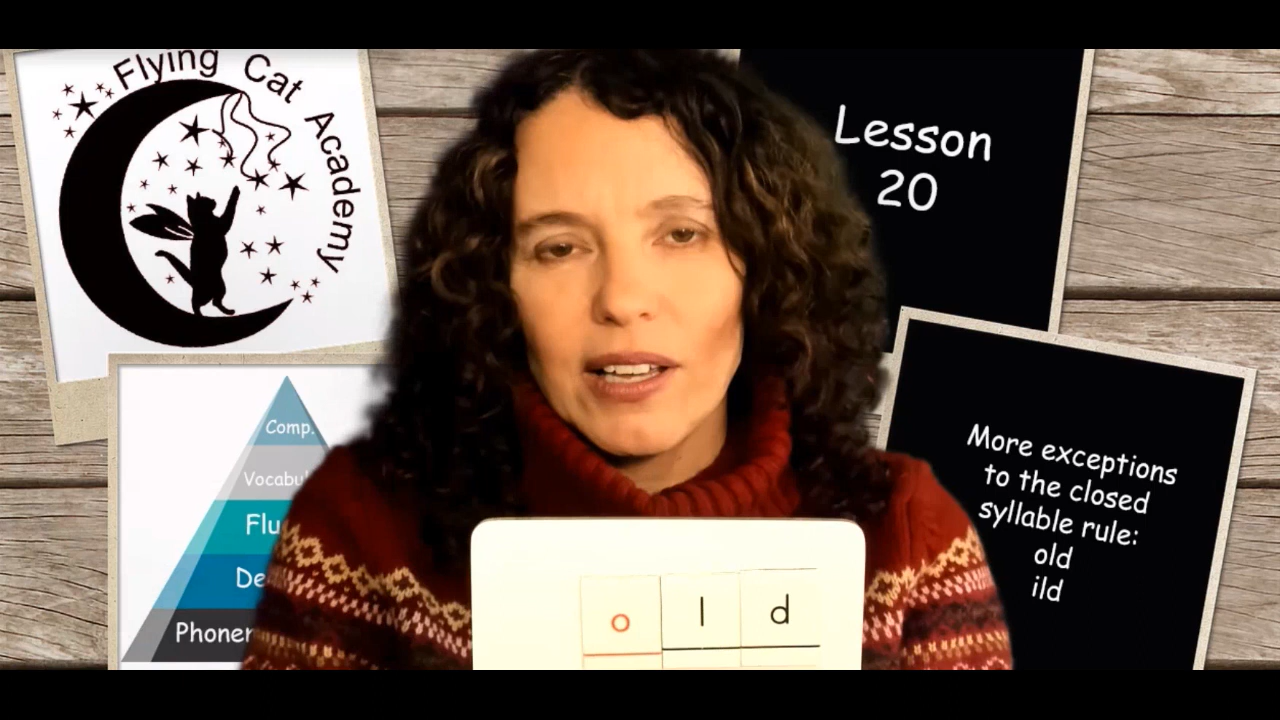 Flying Cat Academy
Lesson
20
Comp.
More exceptions
to the closed
syllable rule:
old
ild
o l d